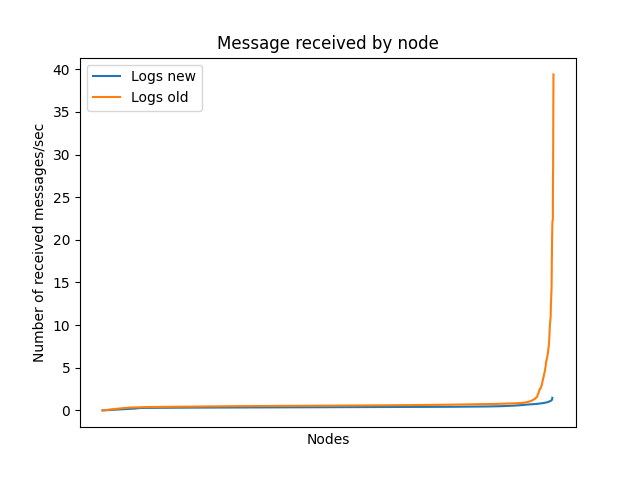 Message received by node
Logs new
Logs old
Number of received messages/sec
40
35
30
25
20
15
10
5
0
Nodes